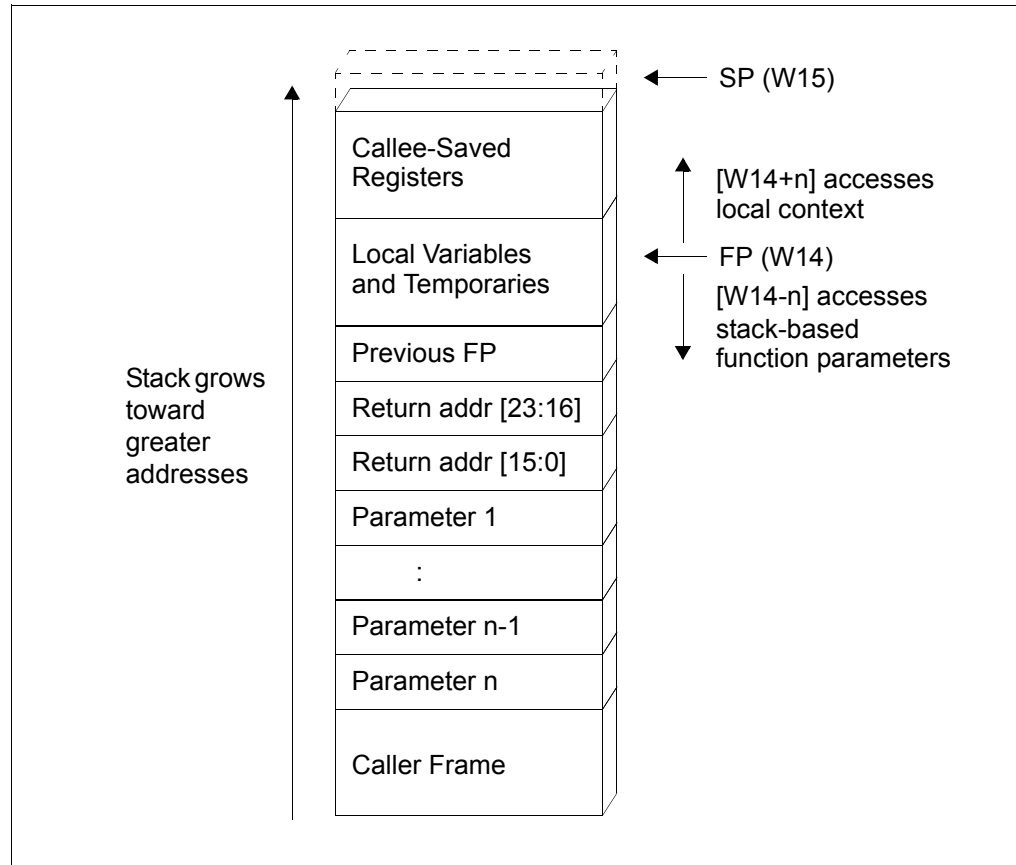 SP (W15)
Callee-Saved
Registers
[W14+n] accesses
local context
Local Variables
and Temporaries
FP (W14)
[W14-n] accesses
stack-based
function parameters
Previous FP
Stack grows
toward
greater
addresses
Return addr [23:16]
Return addr [15:0]
Parameter 1
:
Parameter n-1
Parameter n
Caller Frame